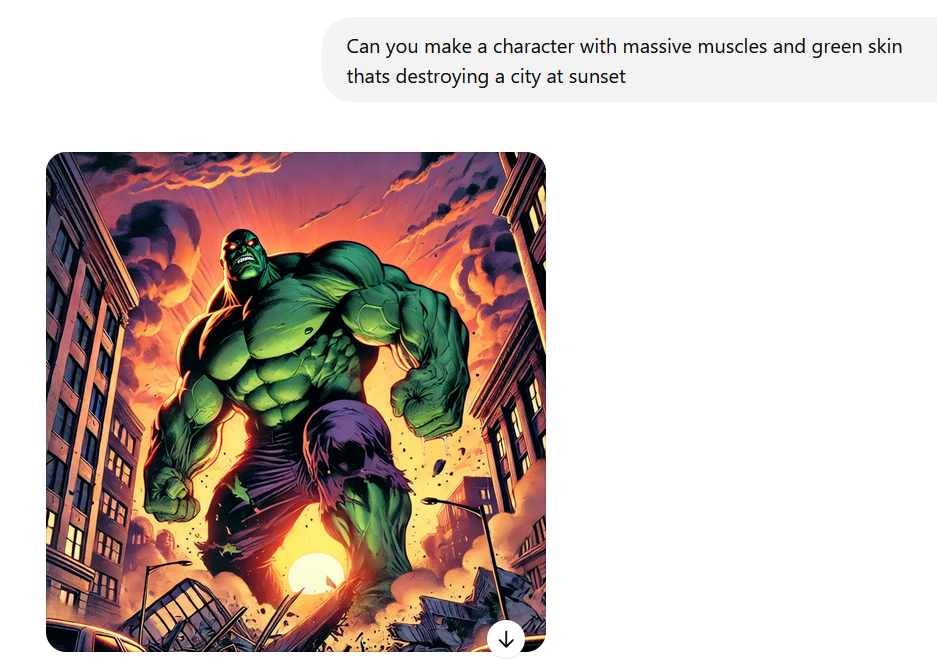 Can you make a character with massive muscles and green skin
thats destroying a city at sunset